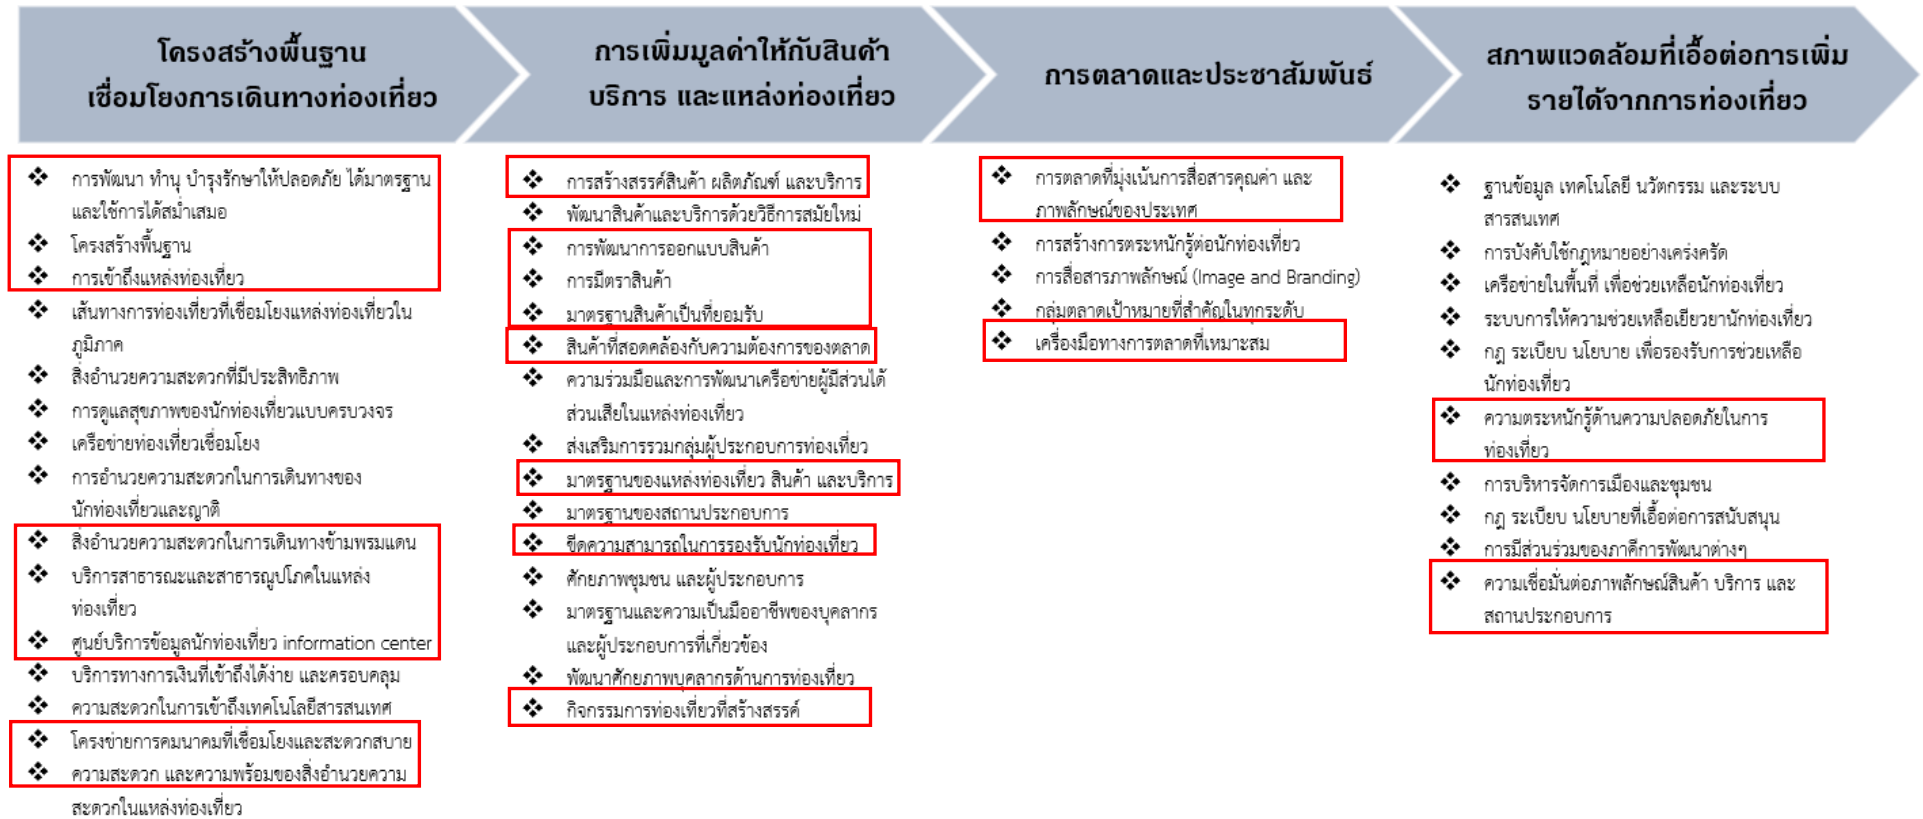 โครงสร้างพื้นฐาน
เชื่อมโยงการเดินทางท่องเที่ยว
❖ การพัฒนา ทำนุ บำรุงรักษาให้ปลอดภัย ได้มาตรฐาน
และใช้การได้สม่ำเสมอ
❖ โครงสร้างพื้นฐาน
❖ การเข้าถึงแหล่งท่องเที่ยว
❖ เส้นทางการท่องเที่ยวที่เชื่อมโยงแหล่งท่องเที่ยวใน
ภูมิภาค
❖ สิ่งอำนวยความสะดวกที่มีประสิทธิภาพ
❖ การดูแลสุขภาพของนักท่องเที่ยวแบบครบวงจร
❖ เครือข่ายท่องเที่ยวเชื่อมโยง
❖ การอำนวยความสะดวกในการเดินทางของ
นักท่องเที่ยวและญาติ
❖ สิ่งอำนวยความสะดวกในการเดินทางข้ามพรมแดน
❖ บริการสาธารณะและสาธารณูปโภคในแหล่ง
ท่องเที่ยว
❖ ศูนย์บริการข้อมูลนักท่องเที่ยว information center
❖ บริการทางการเงินที่เข้าถึงได้ง่าย และครอบคลุม
❖ ความสะดวกในการเข้าถึงเทคโนโลยีสารสนเทศ
❖ โครงข่ายการคมนาคมที่เชื่อมโยงและสะดวกสบาย
❖ ความสะดวก และความพร้อมของสิ่งอำนวยความ
สะดวกในแหล่งท่องเที่ยว
การเพิ่มมูลค่าให้กับสินค้า
บริการ และแหล่งท่องเที่ยว
❖ การสร้างสรรค์สินค้า ผลิตภัณฑ์ และบริการ
❖ พัฒนาสินค้าและบริการด้วยวิธีการสมัยใหม่
❖ การพัฒนาการออกแบบสินค้า
❖ การมีตราสินค้า
❖ มาตรฐานสินค้าเป็นที่ยอมรับ
❖ สินค้าที่สอดคล้องกับความต้องการของตลาด
❖ ความร่วมมือและการพัฒนาเครือข่ายผู้มีส่วนได้
ส่วนเสียในแหล่งท่องเที่ยว
❖ ส่งเสริมการรวมกลุ่มผู้ประกอบการท่องเที่ยว
❖ มาตรฐานของแหล่งท่องเที่ยว สินค้า และบริการ
❖ มาตรฐานของสถานประกอบการ
❖ ขีดความสามารถในการรองรับนักท่องเที่ยว
❖ ศักยภาพชุมชน และผู้ประกอบการ
❖ มาตรฐานและความเป็นมืออาชีพของบุคลากร
และผู้ประกอบการที่เกี่ยวข้อง
❖ พัฒนาศักยภาพบุคลากรด้านการท่องเที่ยว
❖ กิจกรรมการท่องเที่ยวที่สร้างสรรค์
การตลาดและประชาสัมพันธ์
❖ การตลาดที่มุ่งเน้นการสื่อสารคุณค่า และ
ภาพลักษณ์ของประเทศ
❖ การสร้างการตระหนักรู้ต่อนักท่องเที่ยว
❖ การสื่อสารภาพลักษณ์ (Image and Branding)
❖ กลุ่มตลาดเป้าหมายที่สำคัญในทุกระดับ
❖ เครื่องมือทางการตลาดที่เหมาะสม
สภาพแวดล้อมที่เอื้อต่อการเพิ่ม
รายได้จากการท่องเที่ยว
❖ ฐานข้อมูล เทคโนโลยี นวัตกรรม และระบบ
สารสนเทศ
❖ การบังคับใช้กฎหมายอย่างเคร่งครัด
❖ เครือข่ายในพื้นที่ เพื่อช่วยเหลือนักท่องเที่ยว
❖ ระบบการให้ความช่วยเหลือเยียวยานักท่องเที่ยว
❖ กฎ ระเบียบ นโยบาย เพื่อรองรับการช่วยเหลือ
นักท่องเที่ยว
❖ ความตระหนักรู้ด้านความปลอดภัยในการ
ท่องเที่ยว
❖ การบริหารจัดการเมืองและชุมชน
❖ กฎ ระเบียบ นโยบายที่เอื้อต่อการสนับสนุน
❖ การมีส่วนร่วมของภาคีการพัฒนาต่างๆ
❖ ความเชื่อมั่นต่อภาพลักษณ์สินค้า บริการ และ
สถานประกอบการ